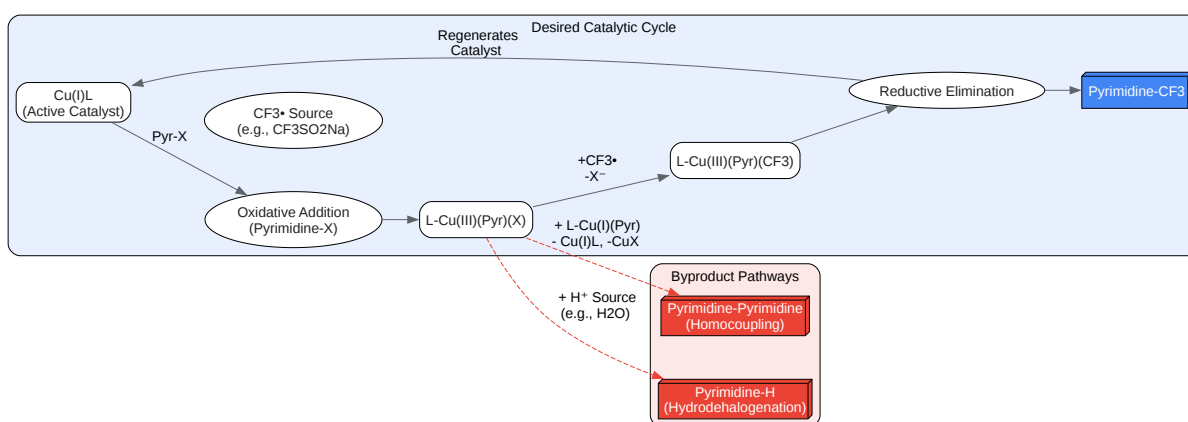 Desired Catalytic Cycle
Regenerates
Catalyst
Cu(I)L
(Active Catalyst)
CF3• Source
(e.g., CF3SO2Na)
Reductive Elimination
Pyrimidine-CF3
Pyr-X
+CF3•
-X⁻
L-Cu(III)(Pyr)(CF3)
Oxidative Addition
(Pyrimidine-X)
L-Cu(III)(Pyr)(X)
+ L-Cu(I)(Pyr)
- Cu(I)L, -CuX
Byproduct Pathways
+ H⁺ Source
(e.g., H2O)
Pyrimidine-Pyrimidine
(Homocoupling)
Pyrimidine-H
(Hydrodehalogenation)